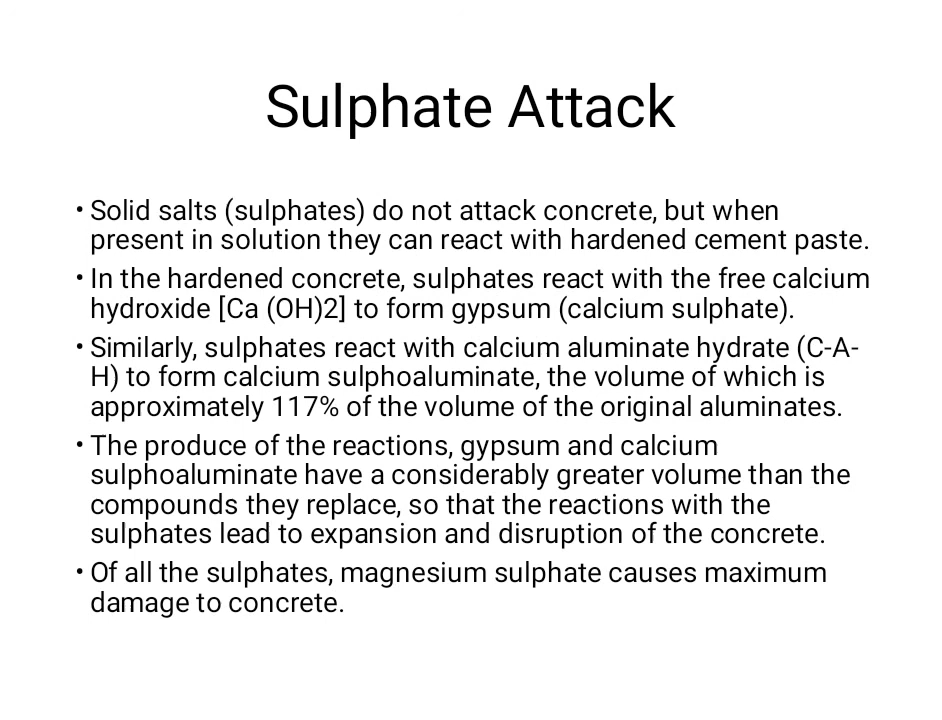 Sulphate Attack
• Solid salts (sulphates) do not attack concrete, but when
present in solution they can react with hardened cement paste.
• In the hardened concrete, sulphates react with the free calcium
hydroxide [Ca (OH)2] to form gypsum (calcium sulphate).
• Similarly, sulphates react with calcium aluminate hydrate (C-A-
H) to form calcium sulphoaluminate, the volume of which is
approximately 117% of the volume of the original aluminates.
• The produce of the reactions, gypsum and calcium
sulphoaluminate have a considerably greater volume than the
compounds they replace, so that the reactions with the
sulphates lead to expansion and disruption of the concrete.
• Of all the sulphates, magnesium sulphate causes maximum
damage to concrete.